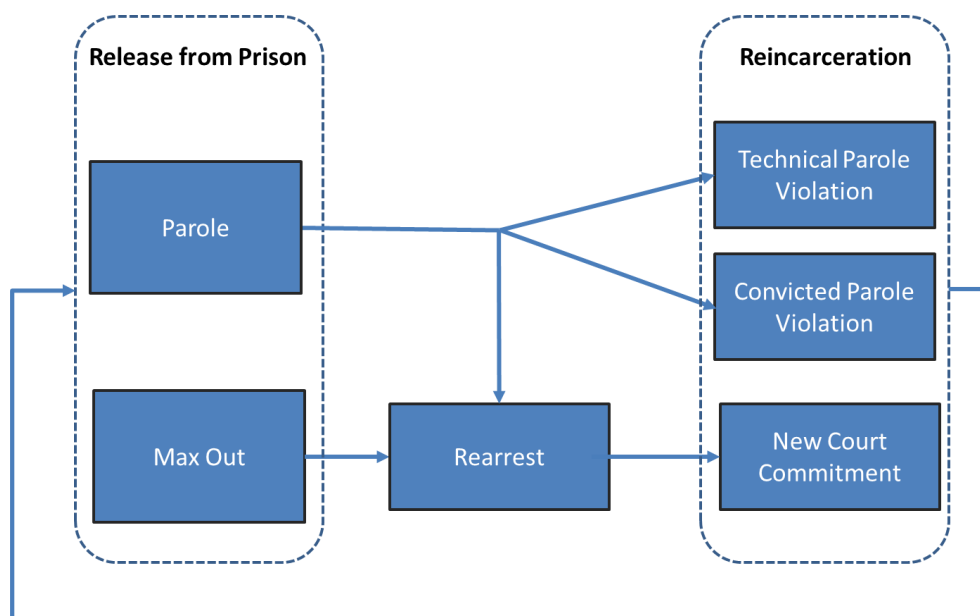 Release from Prison
Reincarceration
Parole
Technical Parole
Violation
Convicted Parole
Violation
Max Out
Rearrest
New Court
Commitment